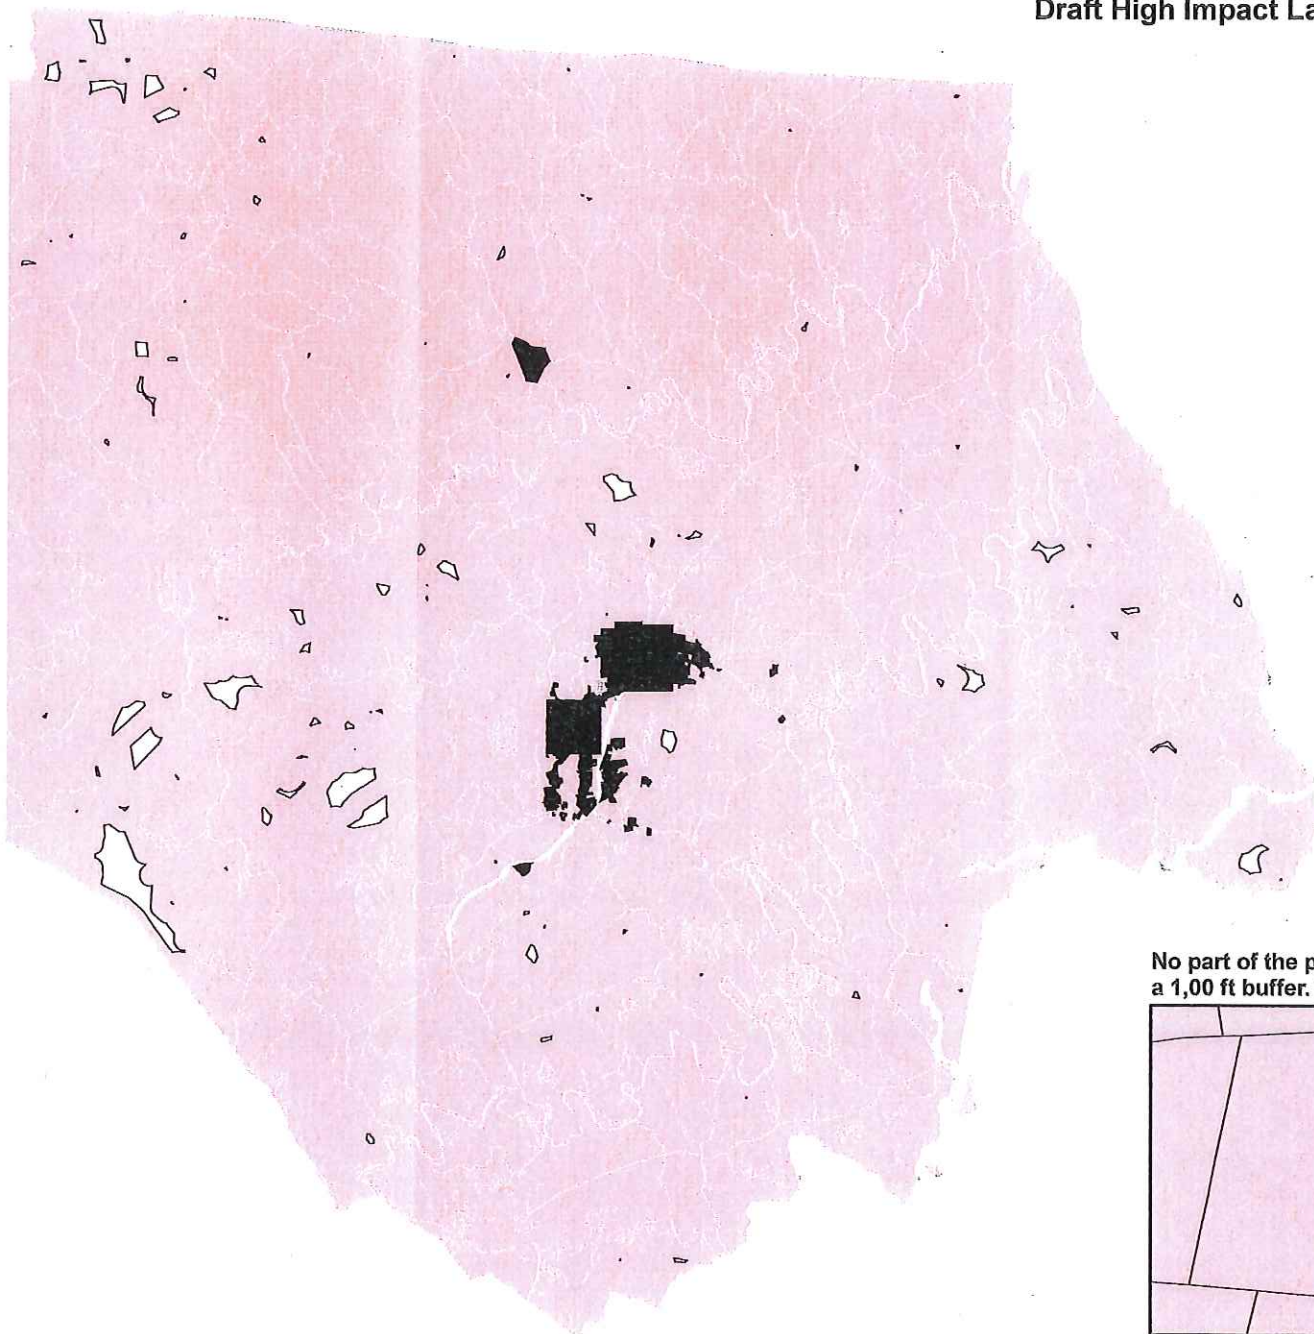 Draft High Impact La
No part of the p
a 1,00 ft buffer.